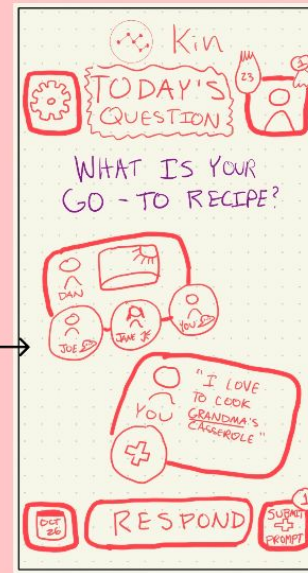 Kin
23
3
TODAY'S
QUESTION
WHAT IS YOUR
GO-TO RECIPE?
DAN
JOE
JANE
YOU
YOU
"I LOVE
TO COOK
GRANDMA'S
CASSEROLE"
OCT
26
RESPOND
1
SUBMIT
PROMPT